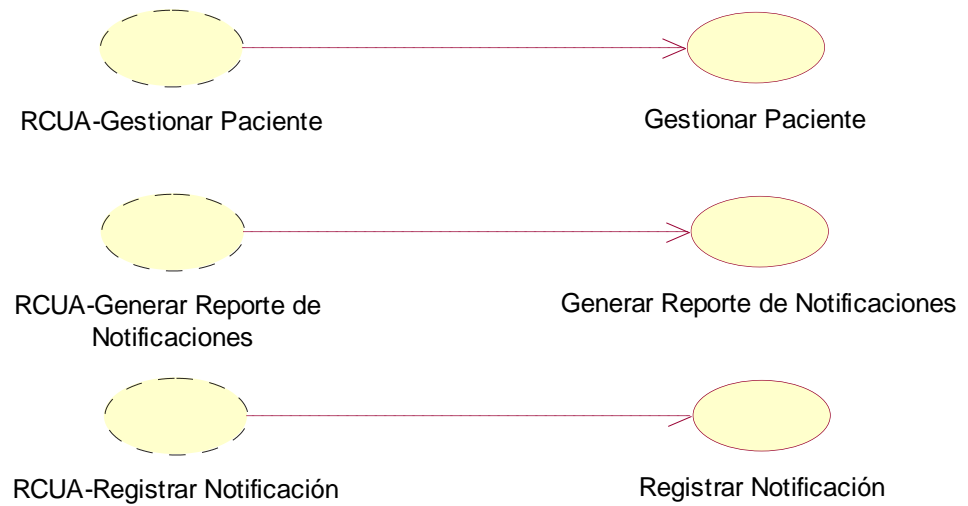 RCUA-Gestionar Paciente
Gestionar Paciente
RCUA-Generar Reporte de
Notificaciones
Generar Reporte de Notificaciones
RCUA-Registrar Notificación
Registrar Notificación